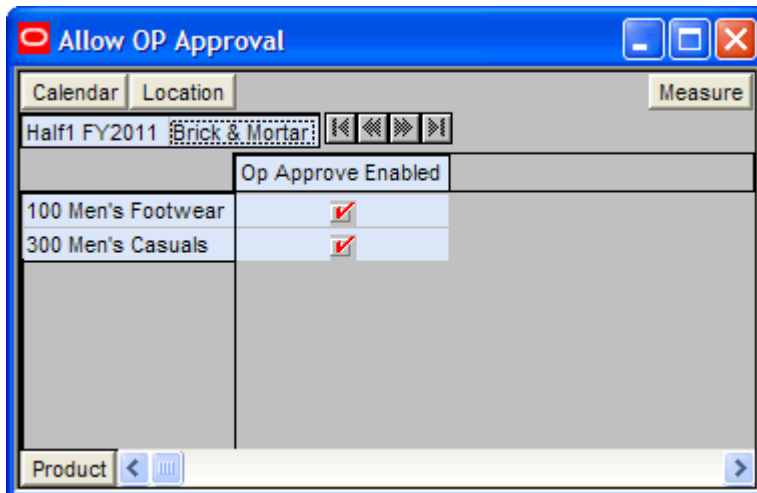 Allow OP Approval
Calendar Location Measure
Half1 FY2011 Brick & Mortar
Op Approve Enabled
100 Men's Footwear
300 Men's Casuals
Product